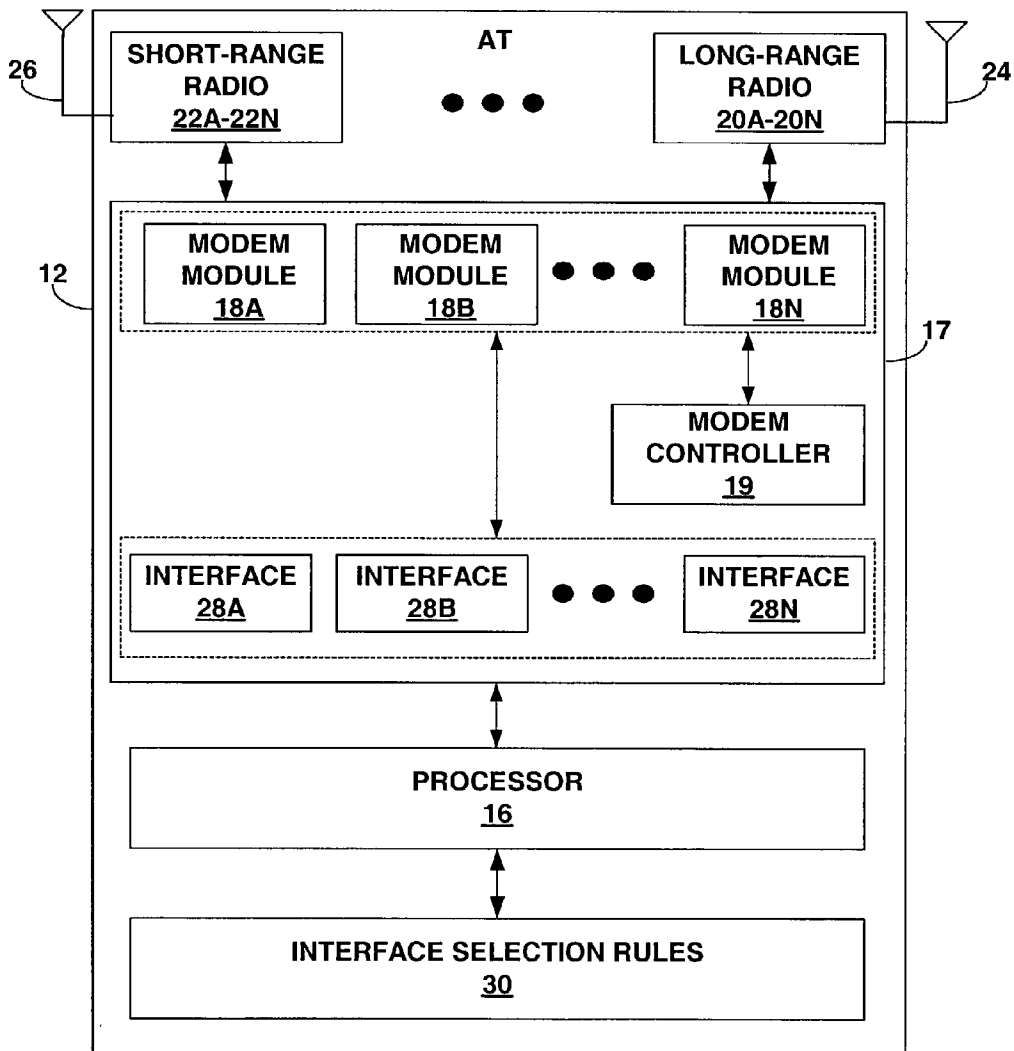 AT
26
SHORT-RANGE
RADIO
22A-22N
LONG-RANGE
RADIO
20A-20N
24
12
MODEM
MODULE
18A
MODEM
MODULE
18B
MODEM
MODULE
18N
17
MODEM
CONTROLLER
19
INTERFACE
28A
INTERFACE
28B
INTERFACE
28N
PROCESSOR
16
INTERFACE SELECTION RULES
30